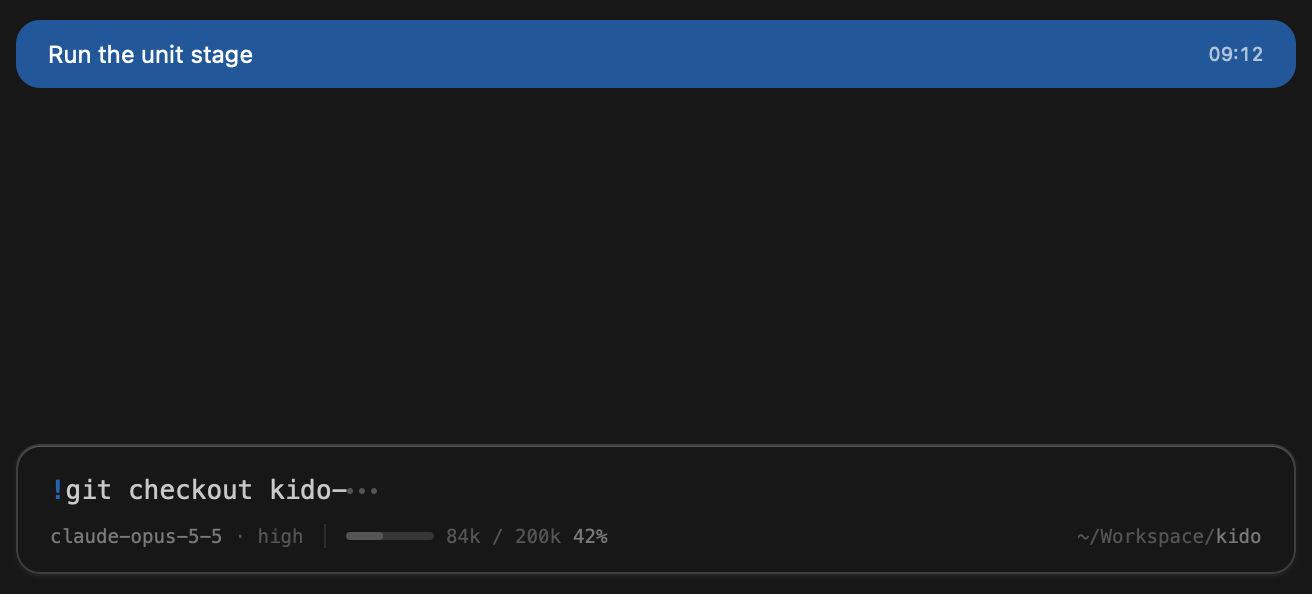 Run the unit stage 09:12
!git checkout kido-•••
claude-opus-5-5 · high 84k / 200k 42% ~/Workspace/kido